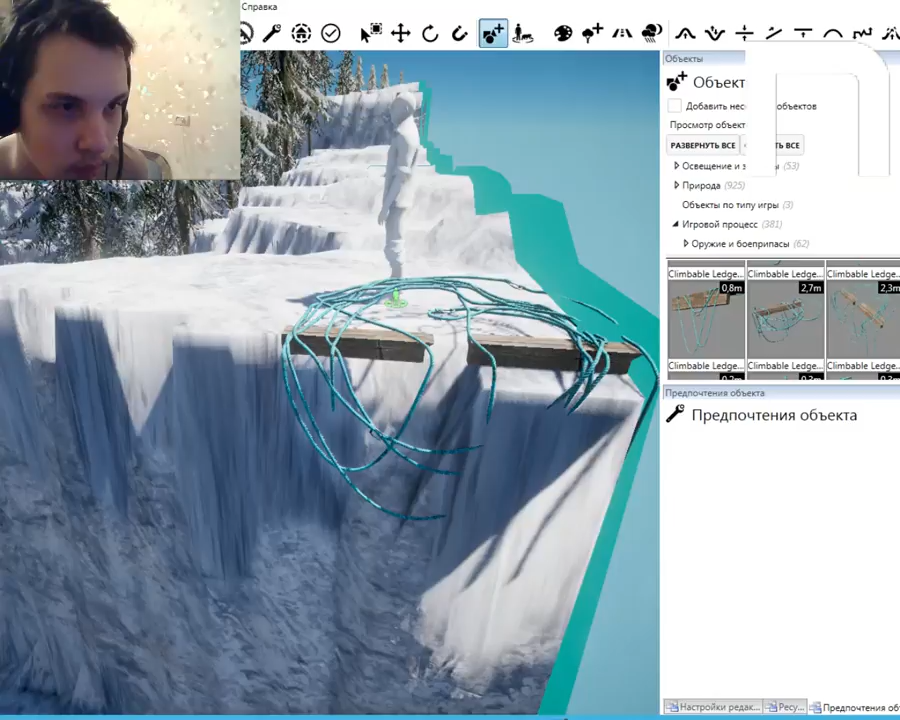 Справка
Объекты
Объект
Добавить нес объектов
Просмотр объект
РАЗВЕРНУТЬ ВСЕ ТЬ ВСЕ
Освещение и з (53)
Природа (925)
Объекты по типу игры (3)
Игровой процесс (381)
Оружие и боеприпасы (62)
Climbable Ledge... Climbable Ledge... Climbable Ledge...
0,8m 2,7m 2,3m
Climbable Ledge... Climbable Ledge... Climbable Ledge...
Предпочтения объекта
Предпочтения объекта
Настройки редак... Ресу... Предпочтения об